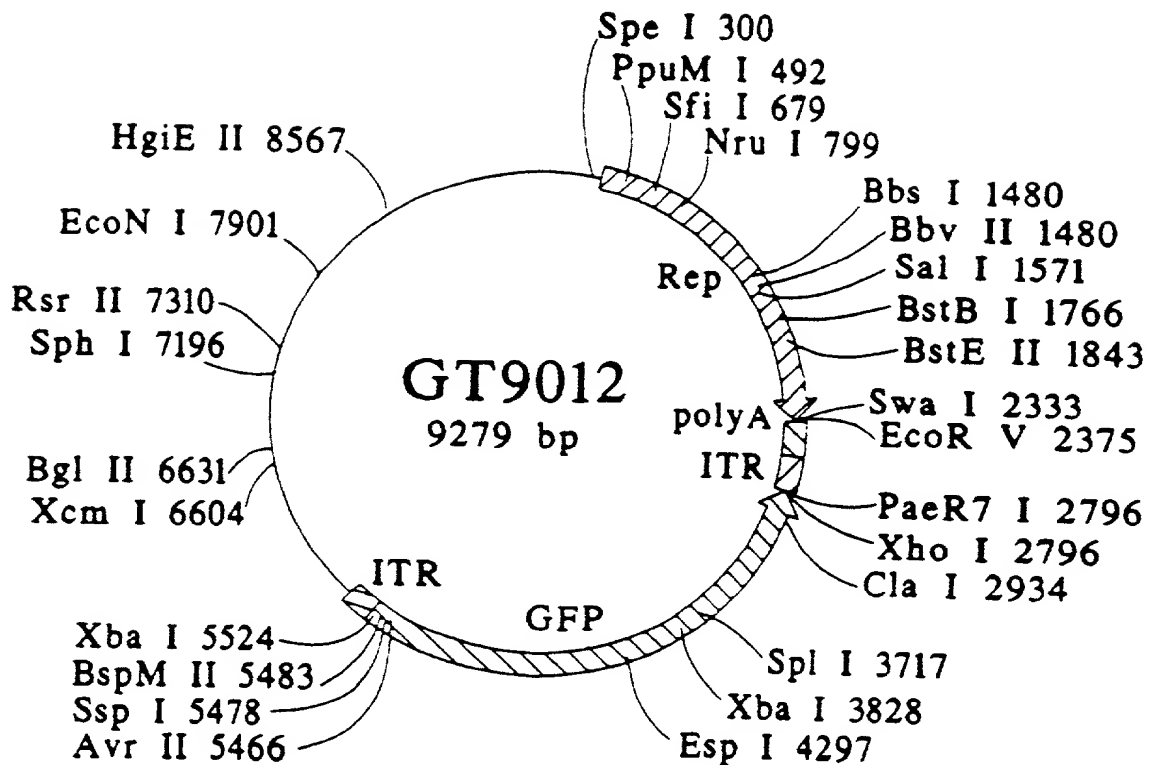 Spe I 300
PpuM I 492
Sfi I 679
Nru I 799
HgiE II 8567
Bbs I 1480
EcoN I 7901
Bbv II 1480
Sal I 1571
Rep
Rsr II 7310
BstB I 1766
Sph I 7196
BstE II 1843
GT9012
9279 bp
polyA
Swa I 2333
EcoR V 2375
ITR
Bgl II 6631
Xcm I 6604
PaeR7 I 2796
Xho I 2796
Cla I 2934
ITR
GFP
Xba I 5524
BspM II 5483
Ssp I 5478
Avr II 5466
Spl I 3717
Xba I 3828
Esp I 4297